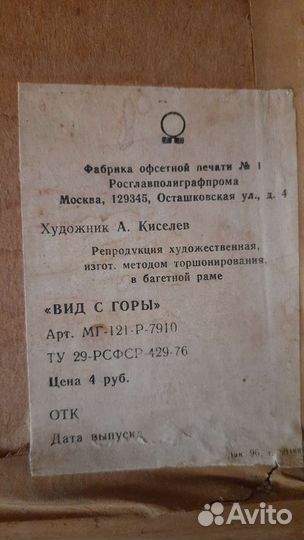 Фабрика офсетной печати № 1
Росглавполиграфпрома
Москва, 129345, Осташковская ул., д. 4
Художник А. Киселев
Репродукция художественная,
изгот. методом торшонирования,
в багетной раме
«ВИД С ГОРЫ»
Арт. МГ-121-Р-7910
ТУ 29-РСФСР-429-76
Цена 4 руб.
ОТК
Дата выпуска
Зак. 96
Avito